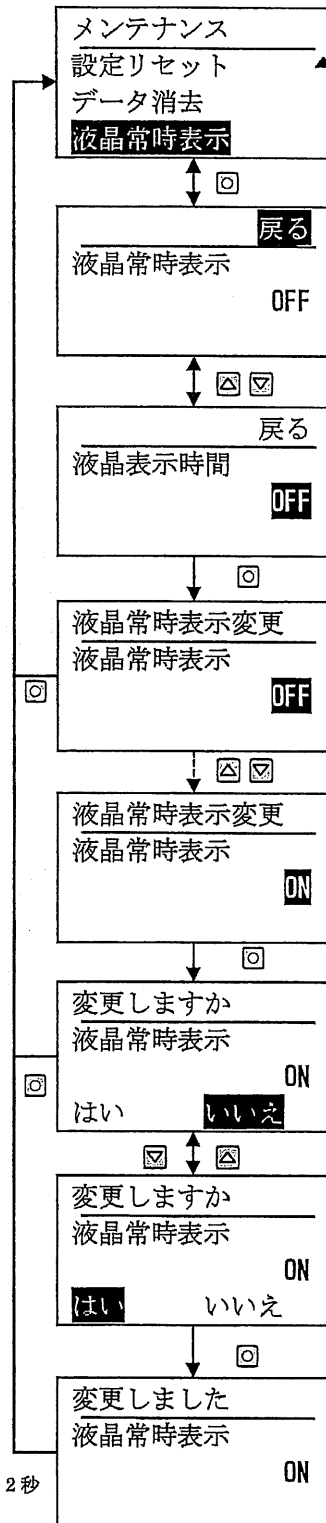 メンテナンス
設定リセット
データ消去
液晶常時表示
戻る
液晶常時表示
OFF
戻る
液晶表示時間
OFF
液晶常時表示変更
液晶常時表示
OFF
液晶常時表示変更
液晶常時表示
ON
変更しますか
液晶常時表示
ON
はい いいえ
変更しますか
液晶常時表示
ON
はい いいえ
変更しました
液晶常時表示
ON
2秒